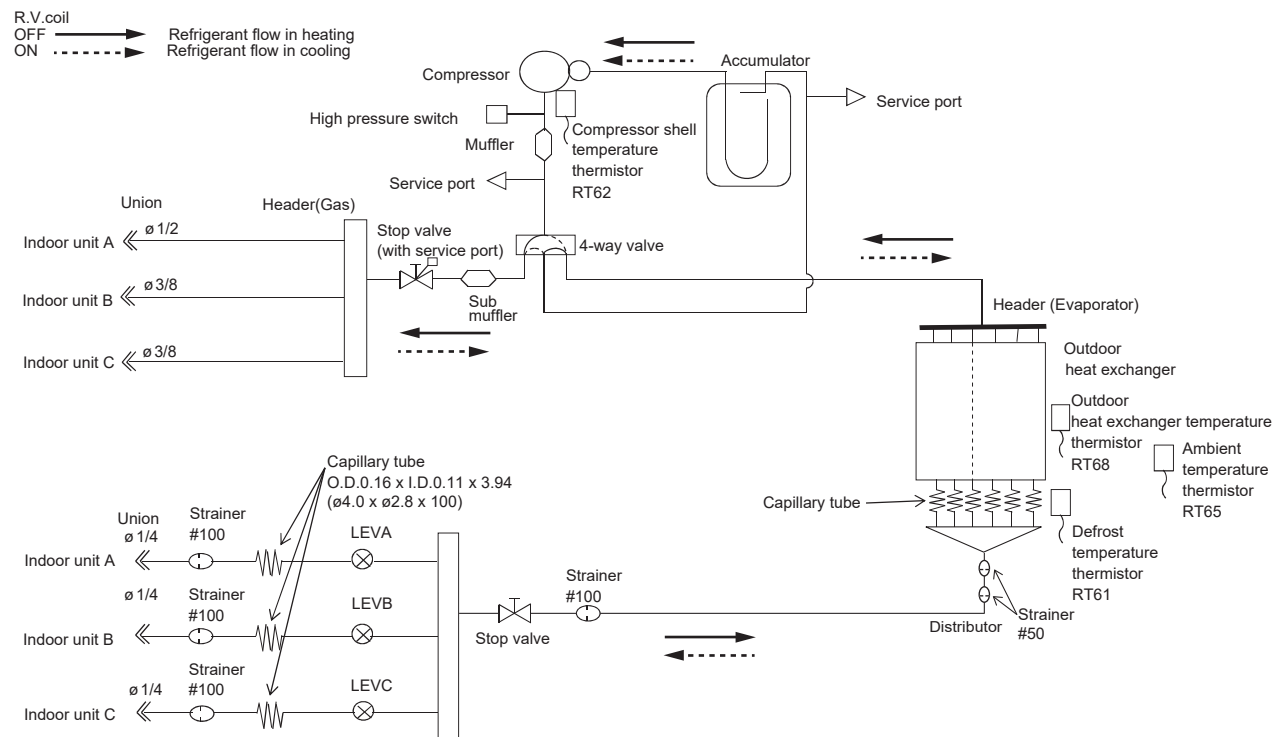 R.V.coil
OFF Refrigerant flow in heating
ON Refrigerant flow in cooling
Compressor
Accumulator
Service port
High pressure switch
Muffler
Compressor shell
temperature
thermistor
RT62
Service port
Union
Header(Gas)
Stop valve
(with service port)
4-way valve
Indoor unit A
ø 1/2
Indoor unit B
ø 3/8
Indoor unit C
ø 3/8
Sub
muffler
Header (Evaporator)
Outdoor
heat exchanger
Outdoor
heat exchanger temperature
thermistor
RT68
Ambient
temperature
thermistor
RT65
Capillary tube
Defrost
temperature
thermistor
RT61
Capillary tube
O.D.0.16 x I.D.0.11 x 3.94
(ø4.0 x ø2.8 x 100)
Union
ø 1/4
Strainer
#100
LEVA
Indoor unit A
ø 1/4
Strainer
#100
LEVB
Indoor unit B
ø 1/4
Strainer
#100
LEVC
Indoor unit C
Stop valve
Strainer
#100
Distributor
Strainer
#50